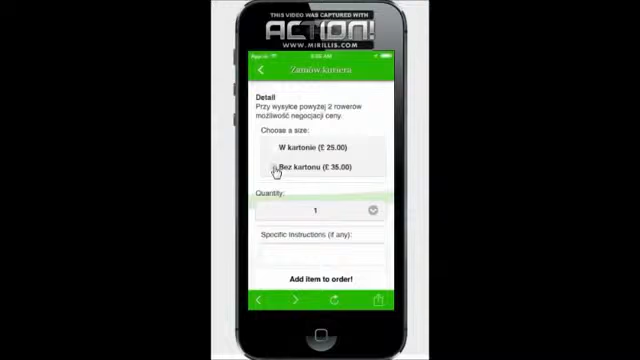 THIS VIDEO WAS CAPTURED WITH
ACTION!
WWW.MIRILLIS.COM
Zamów kuriera
Detail
Przy wysyłce powyżej 2 rowerow
możliwość negocjacji ceny.
Choose a size:
W kartonie (£ 25.00)
Bez kartonu (£ 35.00)
Quantity:
1
Specific Instructions (if any):
Add item to order!